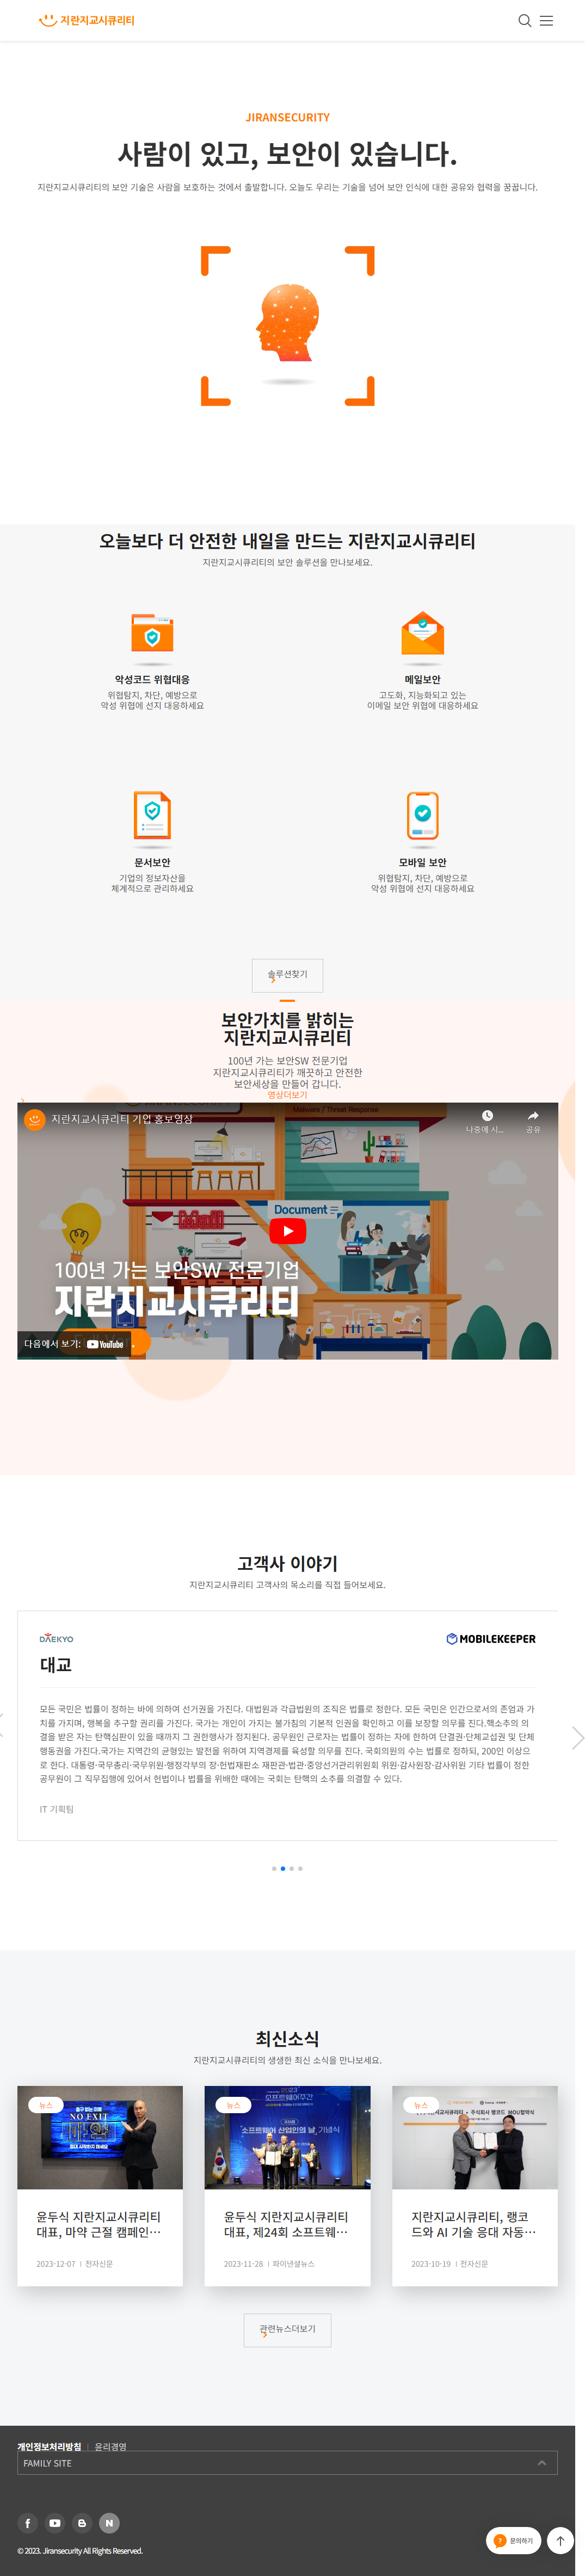 지란지교시큐리티
JIRANSECURITY
사람이 있고, 보안이 있습니다.
지란지교시큐리티의 보안 기술은 사람을 보호하는 것에서 출발합니다. 오늘도 우리는 기술을 넘어 보안 인식에 대한 공유와 협력을 꿈꿉니다.
오늘보다 더 안전한 내일을 만드는 지란지교시큐리티
지란지교시큐리티의 보안 솔루션을 만나보세요.
악성코드 위협대응
위협탐지, 차단, 예방으로
악성 위협에 선지 대응하세요
메일보안
고도화, 지능화되고 있는
이메일 보안 위협에 대응하세요
문서보안
기업의 정보자산을
체계적으로 관리하세요
모바일 보안
위협탐지, 차단, 예방으로
악성 위협에 선지 대응하세요
솔루션찾기
보안가치를 밝히는
지란지교시큐리티
100년 가는 보안SW 전문기업
지란지교시큐리티가 깨끗하고 안전한
보안세상을 만들어 갑니다.
영상더보기
지란지교시큐리티 기업 홍보영상
Malware / Threat Response
나중에 시...
공유
Document
100년 가는 보안SW 전문기업
지란지교시큐리티
다음에서 보기: YouTube
고객사 이야기
지란지교시큐리티 고객사의 목소리를 직접 들어보세요.
DAEKYO
MOBILEKEEPER
대교
모든 국민은 법률이 정하는 바에 의하여 선거권을 가진다. 대법원과 각급법원의 조직은 법률로 정한다. 모든 국민은 인간으로서의 존엄과 가
치를 가지며, 행복을 추구할 권리를 가진다. 국가는 개인이 가지는 불가침의 기본적 인권을 확인하고 이를 보장할 의무를 진다.핵소추의 의
결을 받은 자는 탄핵심판이 있을 때까지 그 권한행사가 정지된다. 공무원인 근로자는 법률이 정하는 자에 한하여 단결권·단체교섭권 및 단체
행동권을 가진다.국가는 지역간의 균형있는 발전을 위하여 지역경제를 육성할 의무를 진다. 국회의원의 수는 법률로 정하되, 200인 이상으
로 한다. 대통령·국무총리·국무위원·행정각부의 장·헌법재판소 재판관·법관·중앙선거관리위원회 위원·감사원장·감사위원 기타 법률이 정한
공무원이 그 직무집행에 있어서 헌법이나 법률을 위배한 때에는 국회는 탄핵의 소추를 의결할 수 있다.
IT 기획팀
최신소식
지란지교시큐리티의 생생한 최신 소식을 만나보세요.
뉴스
NO EXIT
윤두식 지란지교시큐리티
대표, 마약 근절 캠페인…
2023-12-07 | 전자신문
뉴스
2023
소프트웨어주간
소프트웨어 산업인의 날 기념식
윤두식 지란지교시큐리티
대표, 제24회 소프트웨…
2023-11-28 | 파이낸셜뉴스
뉴스
지란지교시큐리티, 랭코
드와 AI 기술 응대 자동…
2023-10-19 | 전자신문
관련뉴스더보기
개인정보처리방침 | 윤리경영
FAMILY SITE
문의하기
© 2023. Jiransecurity All Rights Reserved.